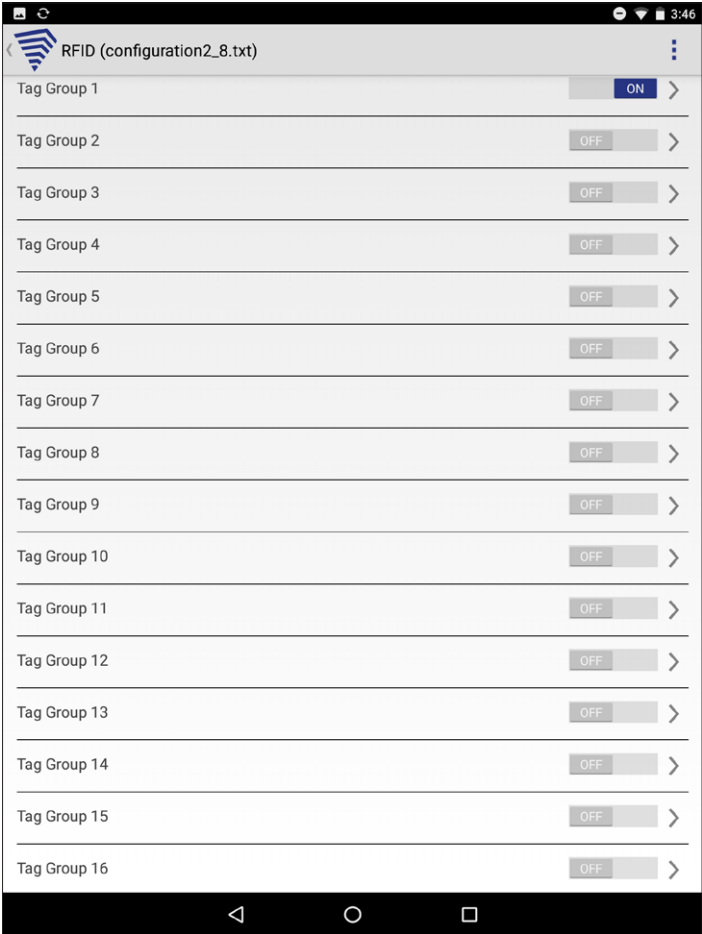 3:46
RFID (configuration2_8.txt)
Tag Group 1 ON
Tag Group 2 OFF
Tag Group 3 OFF
Tag Group 4 OFF
Tag Group 5 OFF
Tag Group 6 OFF
Tag Group 7 OFF
Tag Group 8 OFF
Tag Group 9 OFF
Tag Group 10 OFF
Tag Group 11 OFF
Tag Group 12 OFF
Tag Group 13 OFF
Tag Group 14 OFF
Tag Group 15 OFF
Tag Group 16 OFF